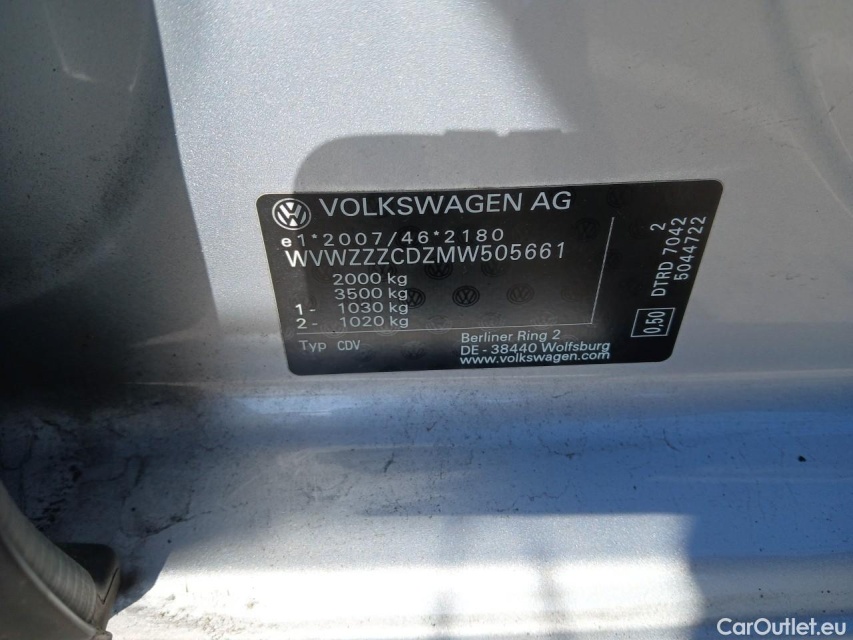 VOLKSWAGEN AG
e1*2007/46*2180
WVWZZZCDZMW505661
2000 kg
3500 kg
1- 1030 kg
2- 1020 kg
Typ CDV
Berliner Ring 2
DE - 38440 Wolfsburg
www.volkswagen.com
2
DTRD 7042
5044722
0.50
CarOutlet.eu